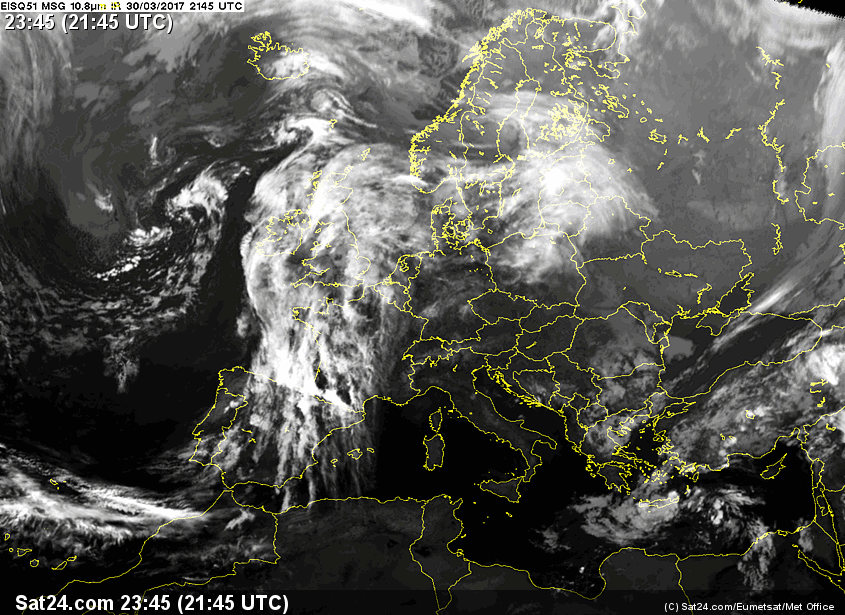 EISQ51 MSG 10.8µm IR 30/03/2017 2145 UTC
23:45 (21:45 UTC)
Sat24.com 23:45 (21:45 UTC)
(C) Sat24.com/Eumetsat/Met Office